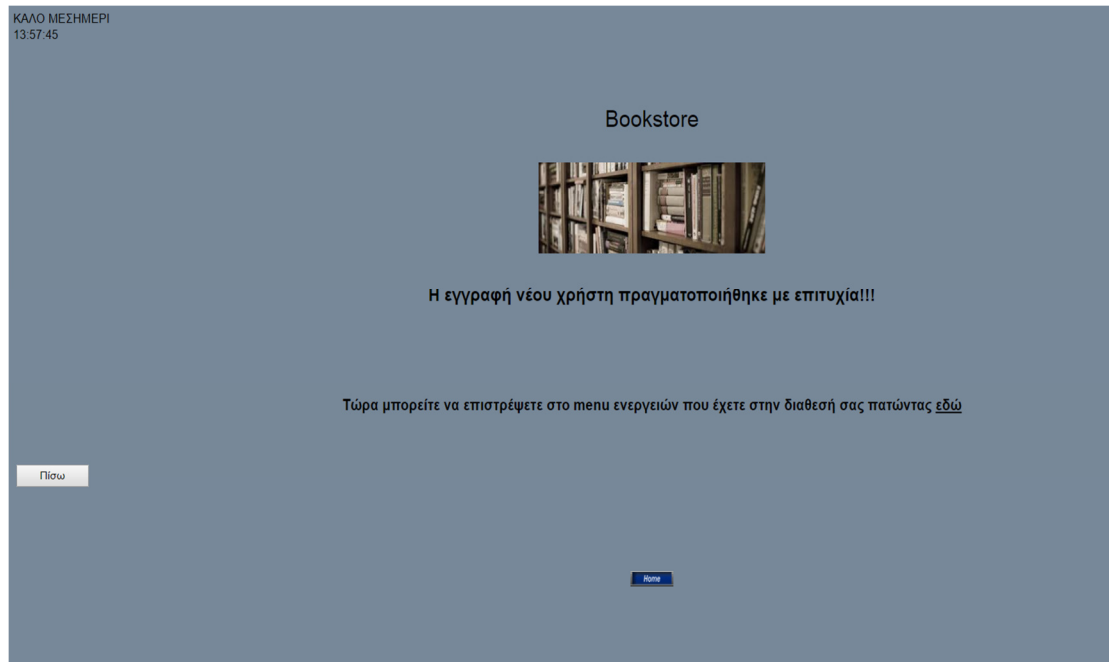 ΚΑΛΟ ΜΕΣΗΜΕΡΙ
13:57:45
Bookstore
Η εγγραφή νέου χρήστη πραγματοποιήθηκε με επιτυχία!!!
Τώρα μπορείτε να επιστρέψετε στο menu ενεργειών που έχετε στην διαθεσή σας πατώντας εδώ
Πίσω
Home